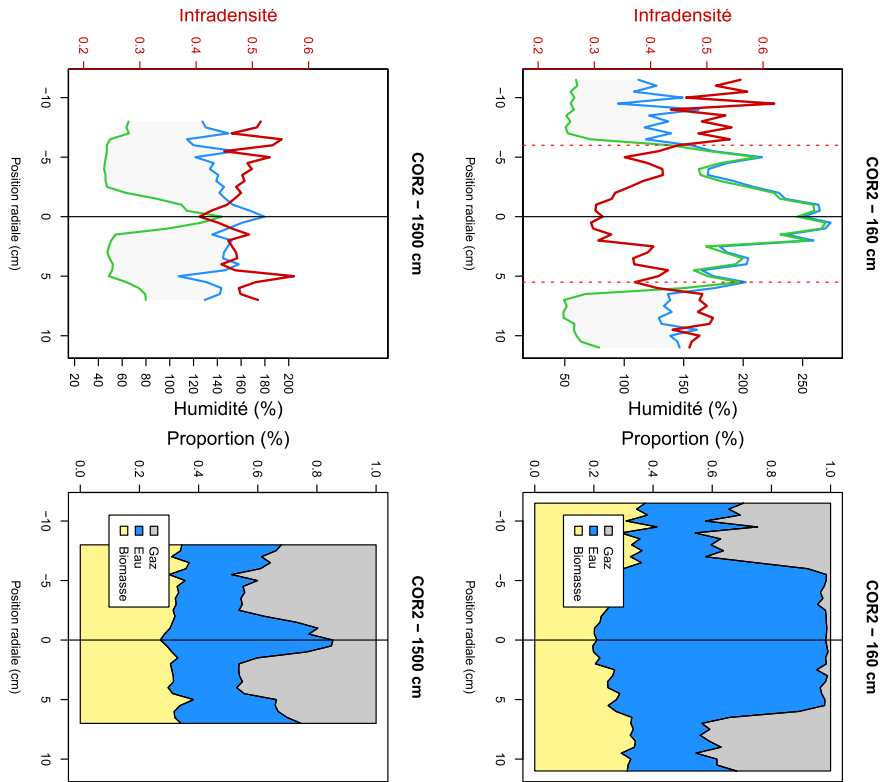 Infradensité
0.2 0.3 0.4 0.5 0.6
−10 −5 0 5 10
Position radiale (cm)
COR2 − 1500 cm
20 40 60 80 100 120 140 160 180 200
Humidité (%)
Infradensité
0.2 0.3 0.4 0.5 0.6
−10 −5 0 5 10
Position radiale (cm)
COR2 − 160 cm
50 100 150 200 250
Humidité (%)
Proportion (%)
0.0 0.2 0.4 0.6 0.8 1.0
−10 −5 0 5 10
Position radiale (cm)
COR2 − 1500 cm
Gaz
Eau
Biomasse
Proportion (%)
0.0 0.2 0.4 0.6 0.8 1.0
−10 −5 0 5 10
Position radiale (cm)
COR2 − 160 cm
Gaz
Eau
Biomasse